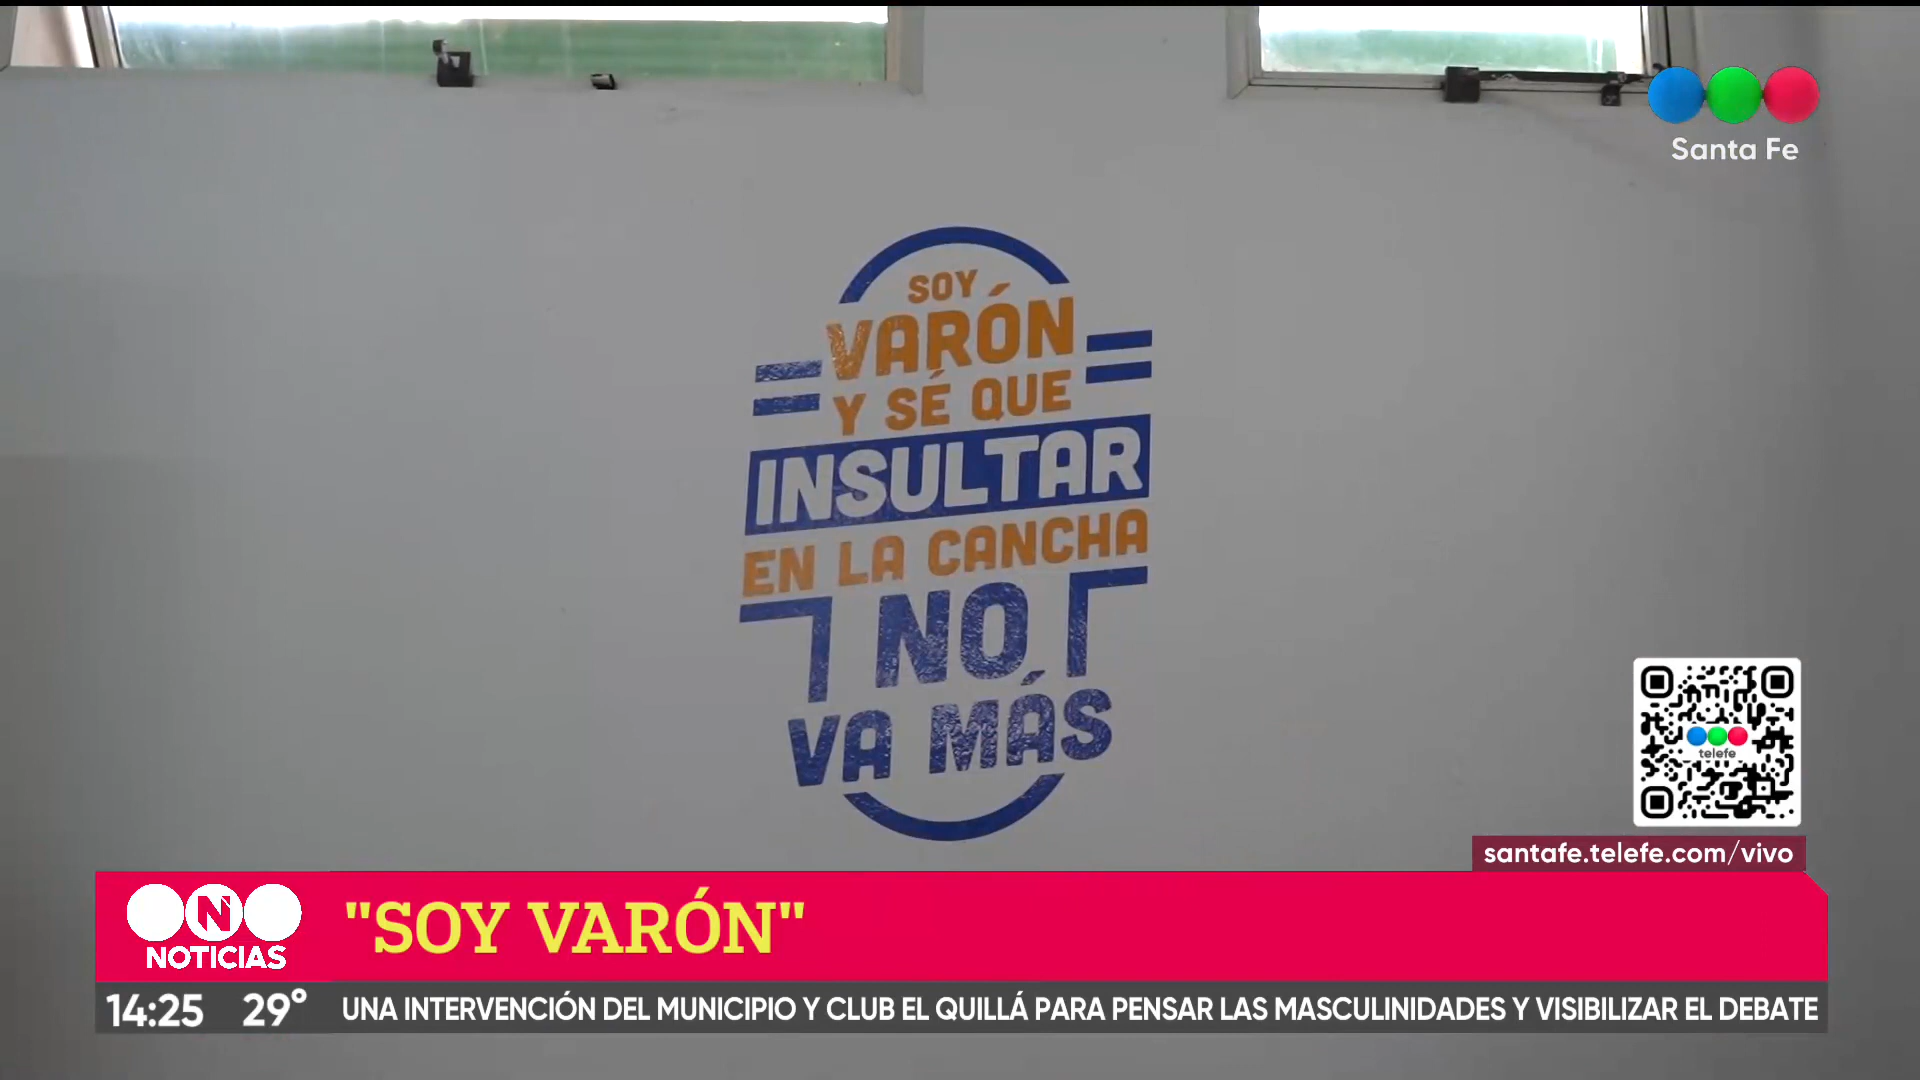 Santa Fe
SOY
VARÓN
Y SÉ QUE
INSULTAR
EN LA CANCHA
NO
VA MÁS
telefe
santafe.telefe.com/vivo
N
NOTICIAS
"SOY VARÓN"
14:25 29°
UNA INTERVENCIÓN DEL MUNICIPIO Y CLUB EL QUILLÁ PARA PENSAR LAS MASCULINIDADES Y VISIBILIZAR EL DEBATE